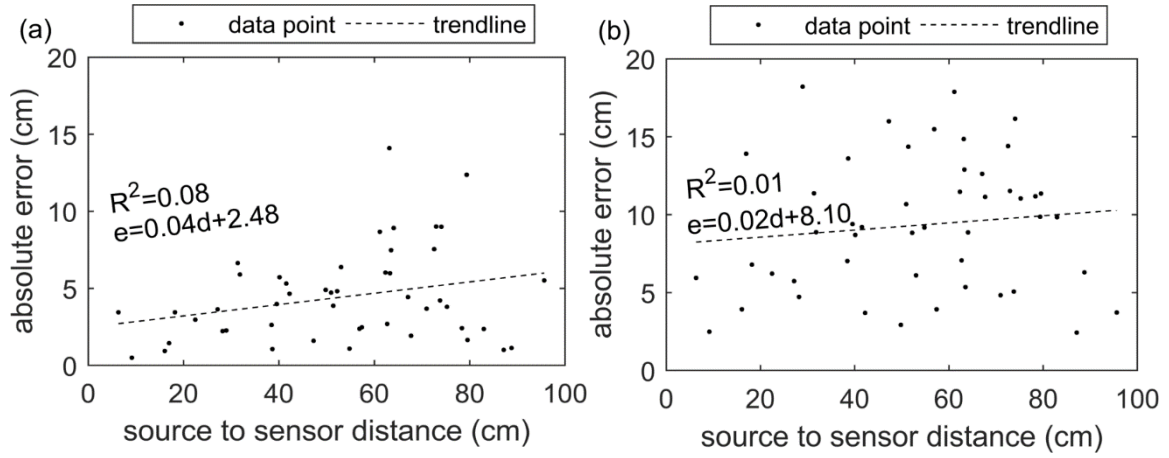 (a)
data point
trendline
20
15
10
5
0
absolute error (cm)
R²=0.08
e=0.04d+2.48
0 20 40 60 80 100
source to sensor distance (cm)
(b)
data point
trendline
20
15
10
5
0
absolute error (cm)
R²=0.01
e=0.02d+8.10
0 20 40 60 80 100
source to sensor distance (cm)